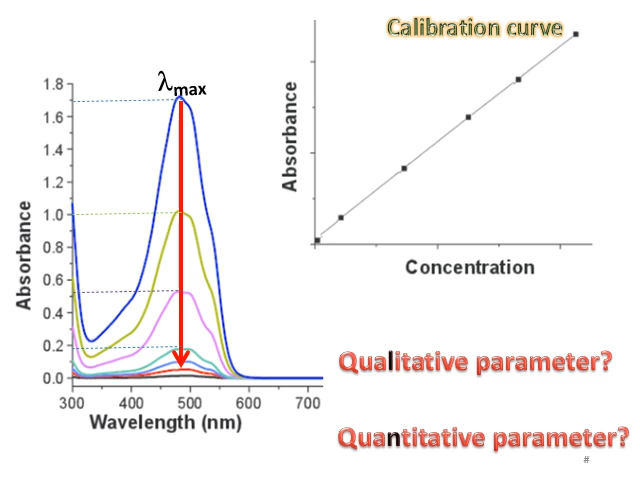 Calibration curve
λmax
1.8
1.6
1.4
1.2
1.0
0.8
0.6
0.4
0.2
0.0
Absorbance
300 400 500 600 700
Wavelength (nm)
Absorbance
Concentration
Qualitative parameter?
Quantitative parameter?
#